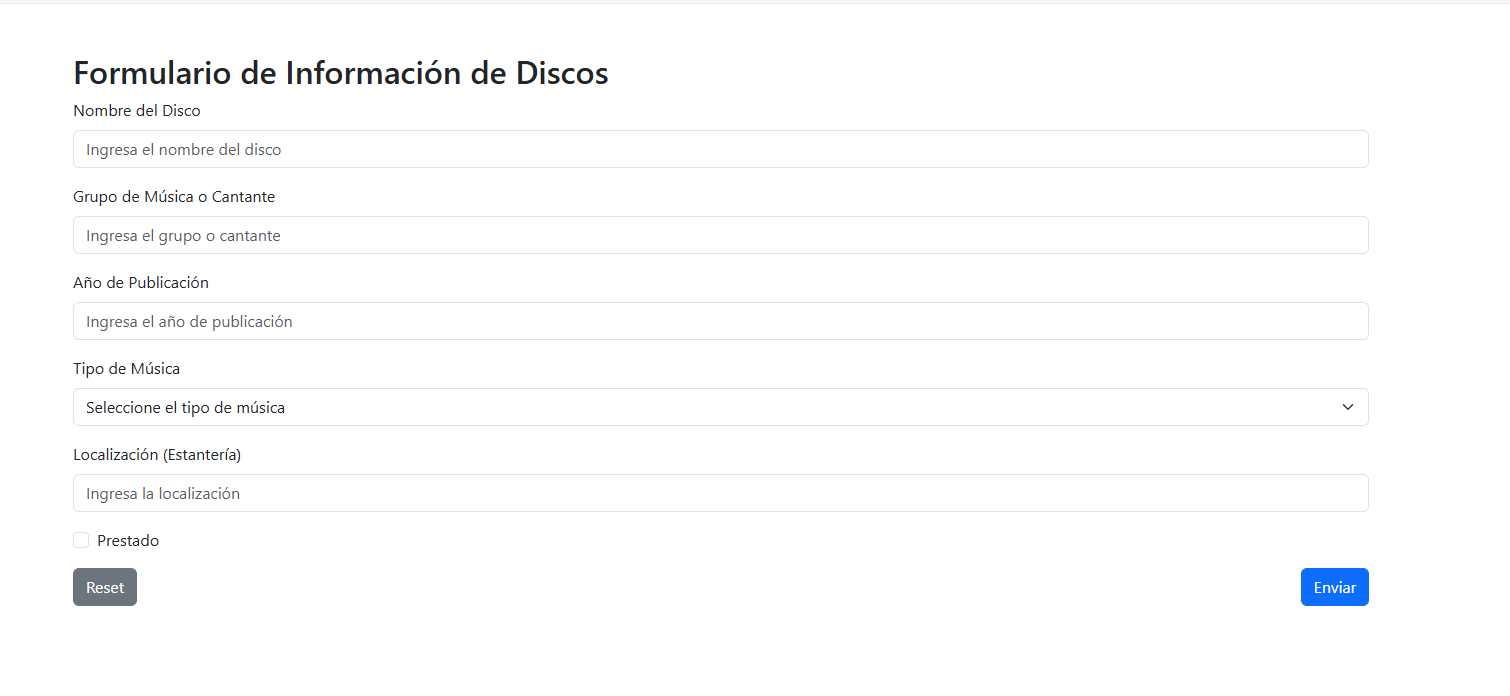 Formulario de Información de Discos
Nombre del Disco
Ingresa el nombre del disco
Grupo de Música o Cantante
Ingresa el grupo o cantante
Año de Publicación
Ingresa el año de publicación
Tipo de Música
Seleccione el tipo de música
Localización (Estantería)
Ingresa la localización
Prestado
Reset Enviar